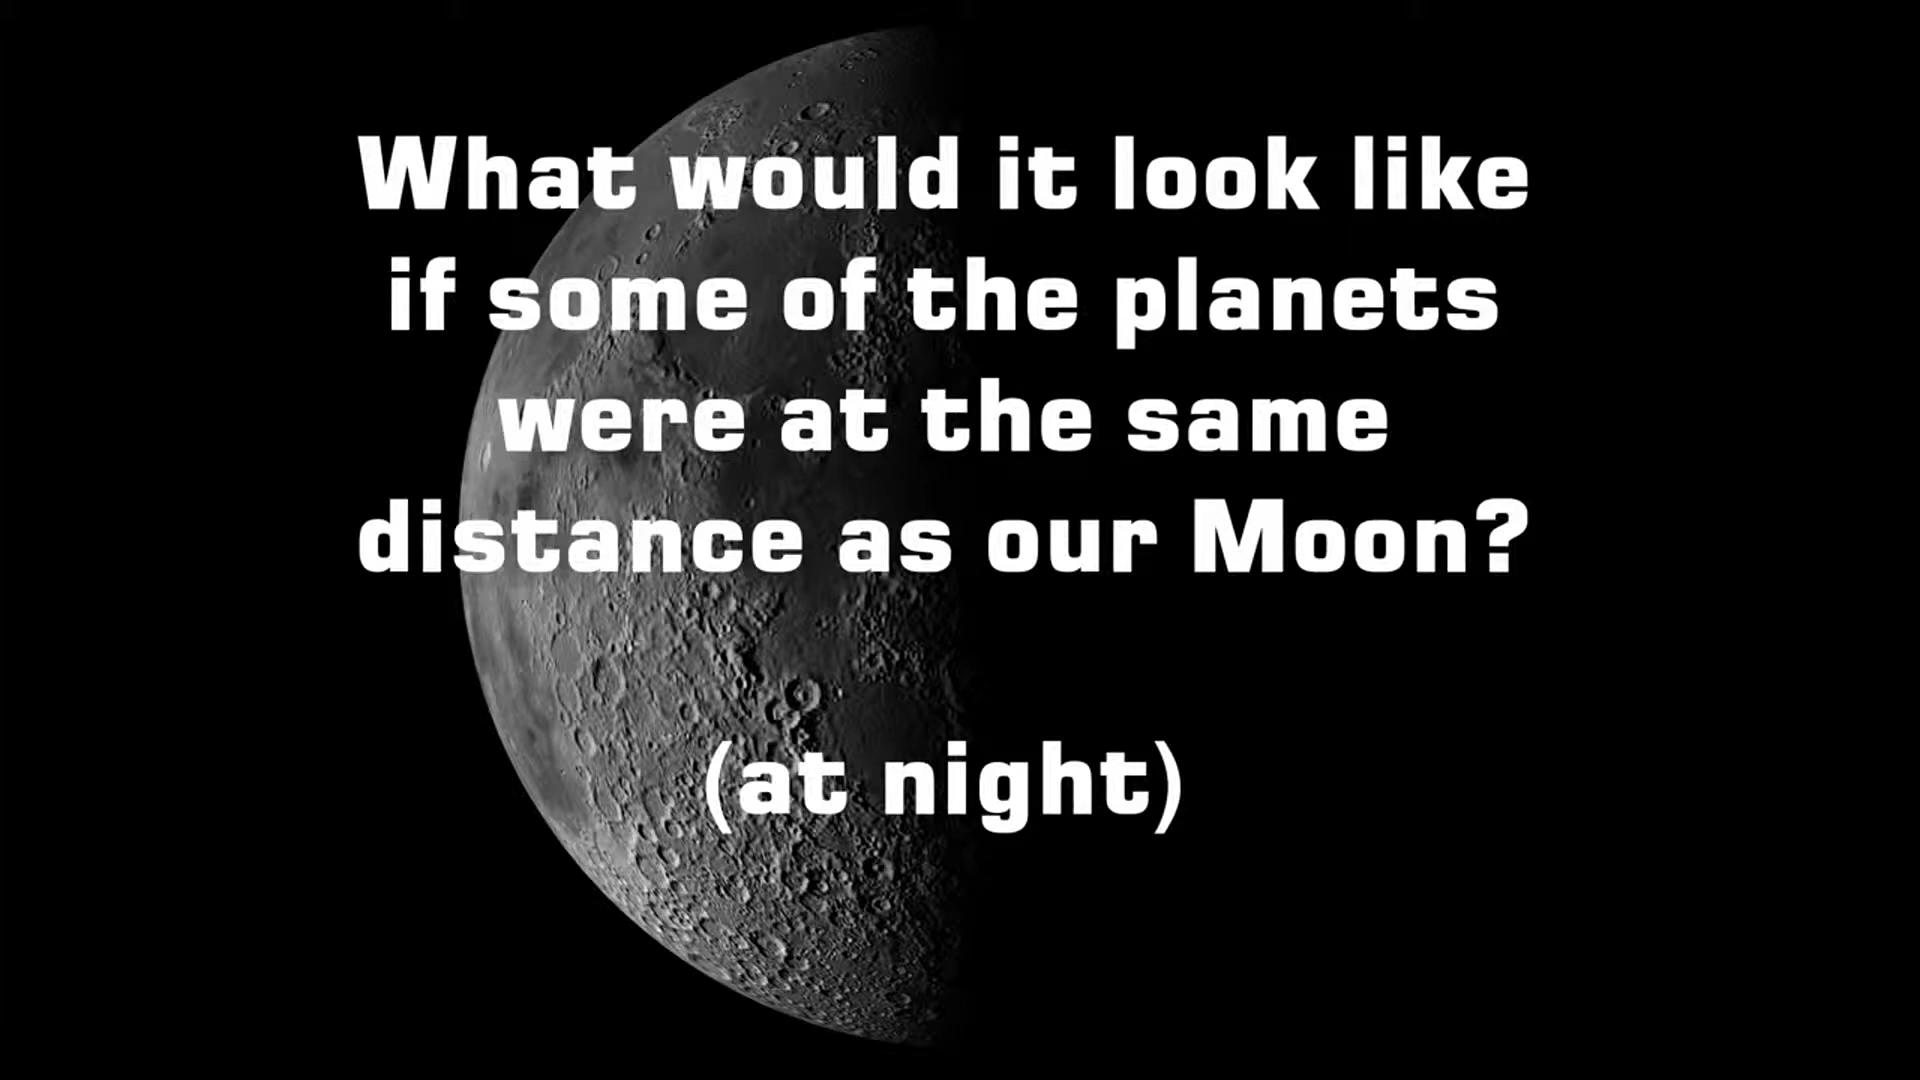 What would it look like
if some of the planets
were at the same
distance as our Moon?
(at night)